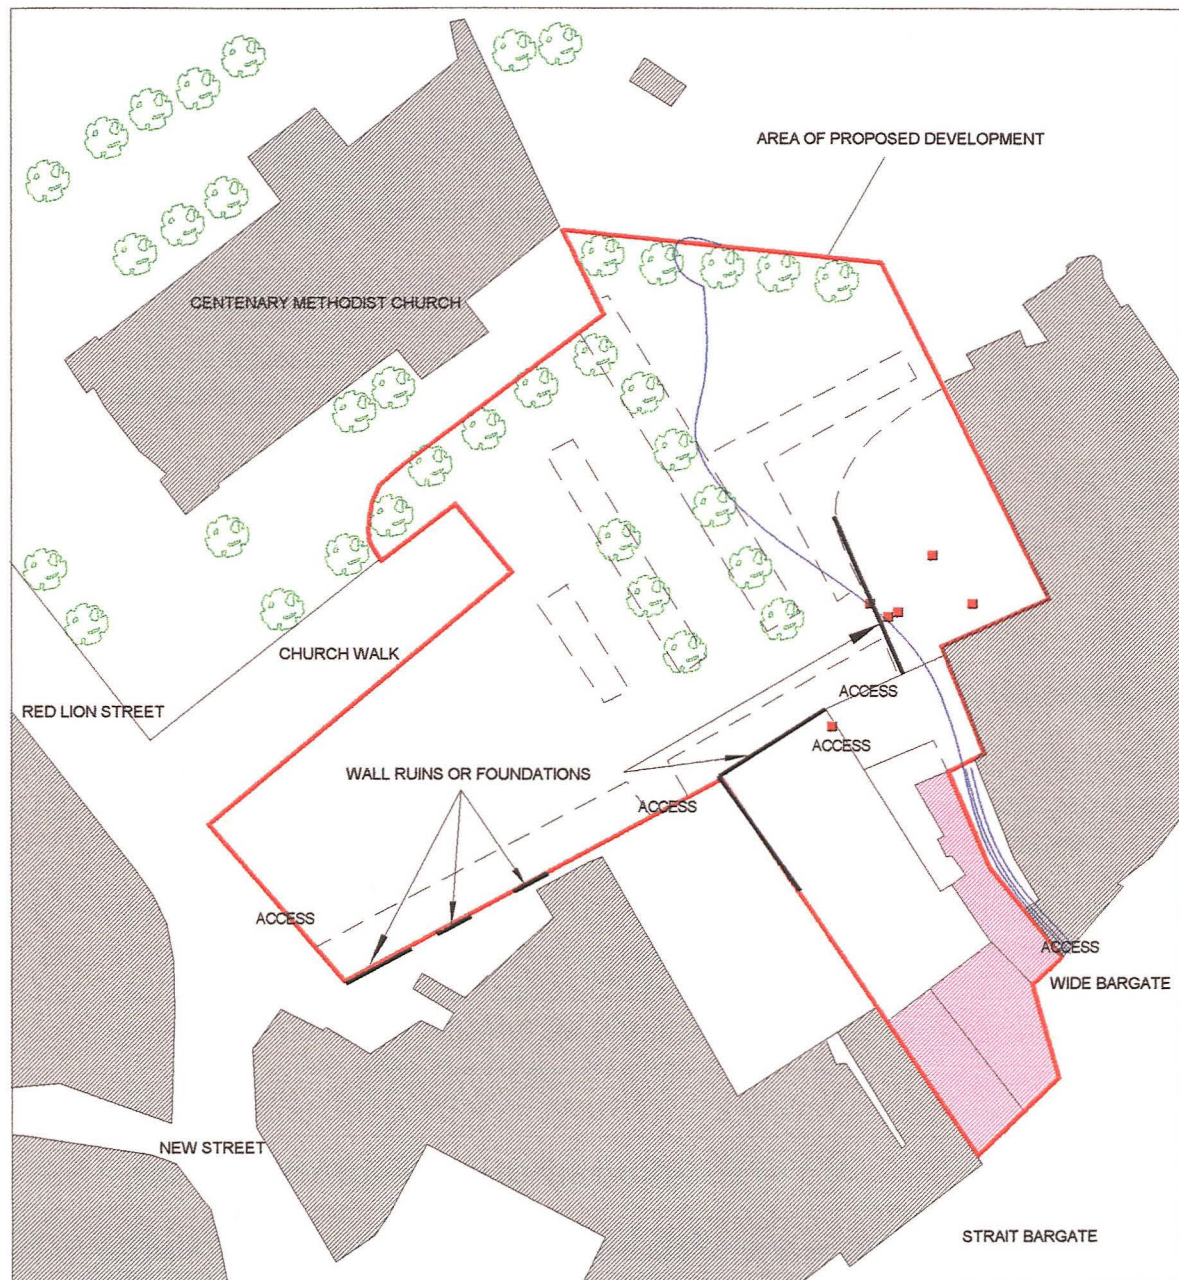 AREA OF PROPOSED DEVELOPMENT
CENTENARY METHODIST CHURCH
CHURCH WALK
RED LION STREET
ACCESS
ACCESS
WALL RUINS OR FOUNDATIONS
ACCESS
ACCESS
ACCESS
WIDE BARGATE
NEW STREET
STRAIT BARGATE